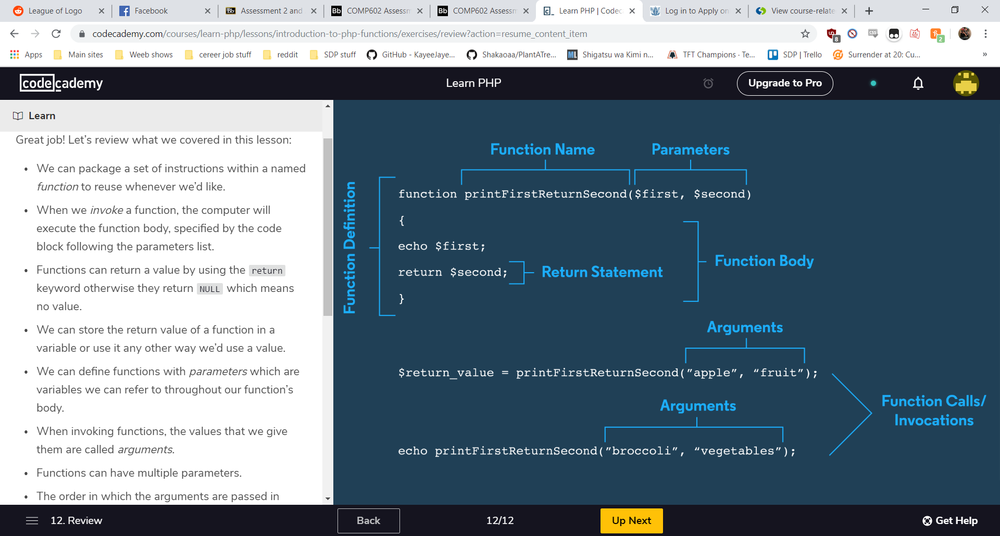 League of Logo
Facebook
Assessment 2 and
COMP602 Assessm
COMP602 Assessm
Learn PHP | Codec
Log in to Apply on
View course-relate
codecademy.com/courses/learn-php/lessons/introduction-to-php-functions/exercises/review?action=resume_content_item
8
CSS
2
Apps
Main sites
Weeb shows
cereer job stuff
reddit
SDP stuff
GitHub - KayeeJaye...
Shakaoaa/PlantATre...
Shigatsu wa Kimi n...
TFT Champions · Te...
SDP | Trello
Surrender at 20: Cu...
»
codecademy
Learn PHP
Upgrade to Pro
Learn
Great job! Let’s review what we covered in this lesson:
• We can package a set of instructions within a named
function to reuse whenever we’d like.
• When we invoke a function, the computer will
execute the function body, specified by the code
block following the parameters list.
• Functions can return a value by using the return
keyword otherwise they return NULL which means
no value.
• We can store the return value of a function in a
variable or use it any other way we’d use a value.
• We can define functions with parameters which are
variables we can refer to throughout our function’s
body.
• When invoking functions, the values that we give
them are called arguments.
• Functions can have multiple parameters.
• The order in which the arguments are passed in
Function Name
Parameters
Function Definition
function printFirstReturnSecond($first, $second)
{
echo $first;
return $second;
Return Statement
}
Function Body
Arguments
$return_value = printFirstReturnSecond(”apple”, “fruit”);
Arguments
echo printFirstReturnSecond(”broccoli”, “vegetables”);
Function Calls/
Invocations
12. Review
Back
12/12
Up Next
Get Help